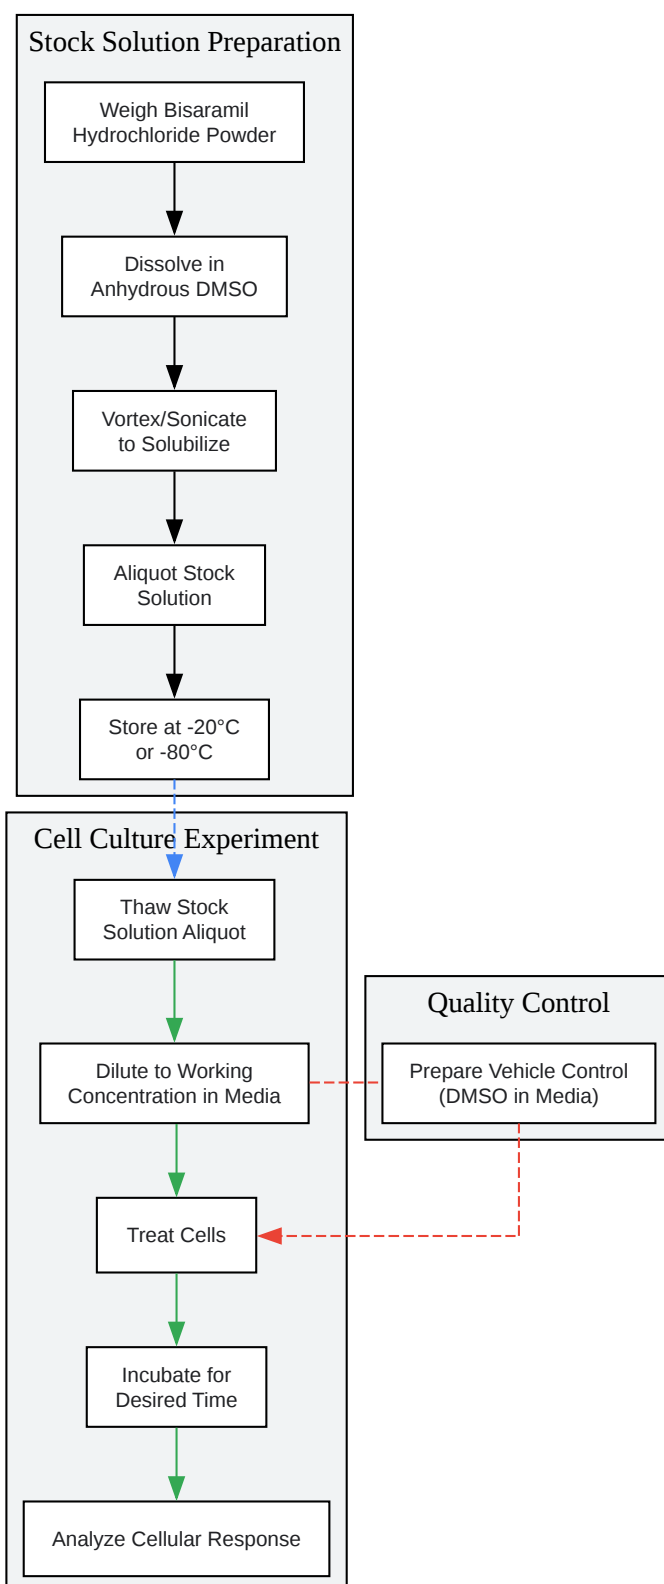 Stock Solution Preparation
Weigh Bisaramil
Hydrochloride Powder
Dissolve in
Anhydrous DMSO
Vortex/Sonicate
to Solubilize
Aliquot Stock
Solution
Store at -20°C
or -80°C
Cell Culture Experiment
Thaw Stock
Solution Aliquot
Quality Control
Dilute to Working
Concentration in Media
Prepare Vehicle Control
(DMSO in Media)
Treat Cells
Incubate for
Desired Time
Analyze Cellular Response